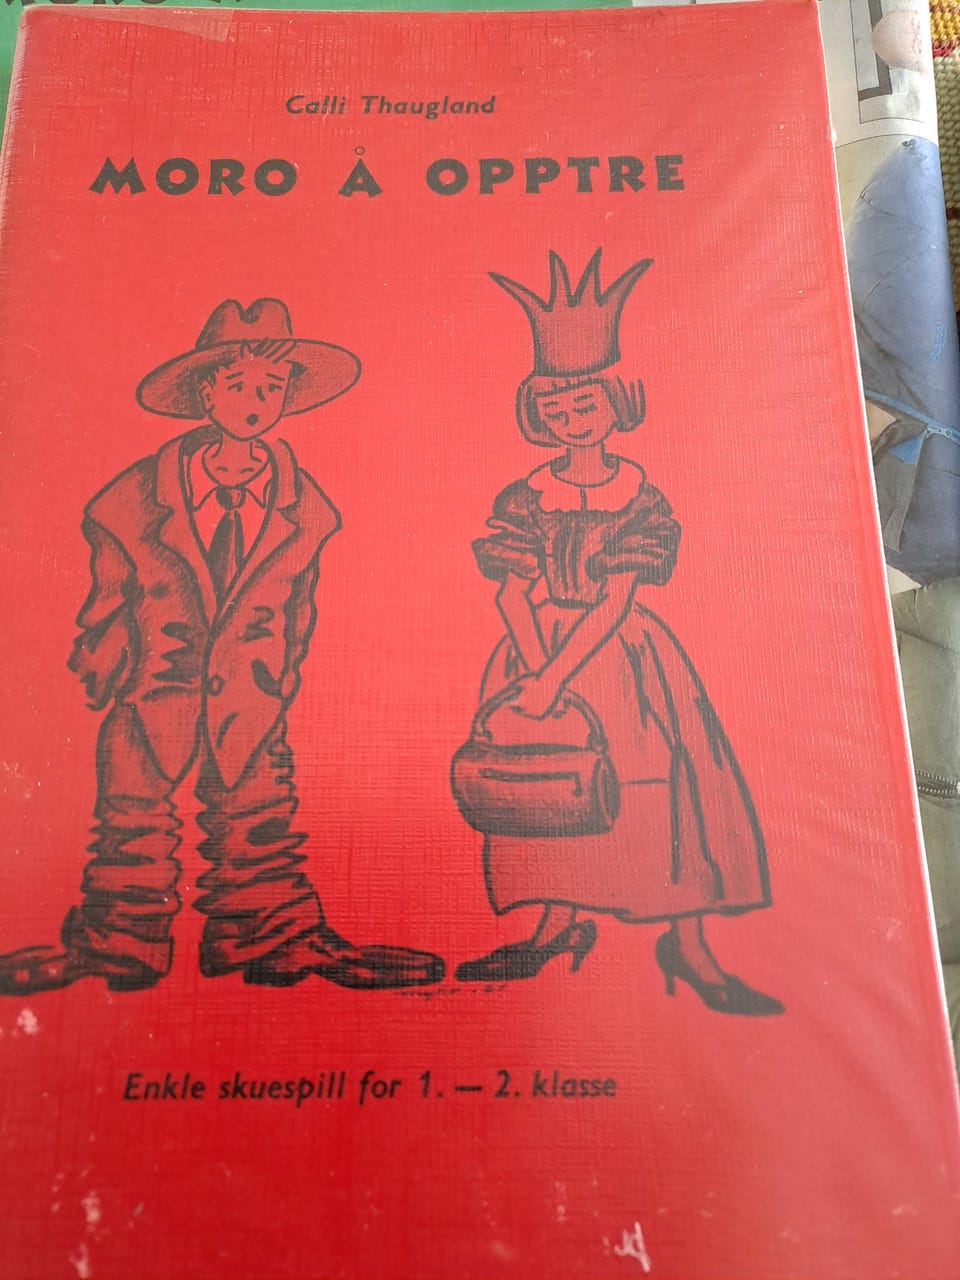 Calli Thaugland
MORO Å OPPTRE
Enkle skuespill for 1. — 2. klasse